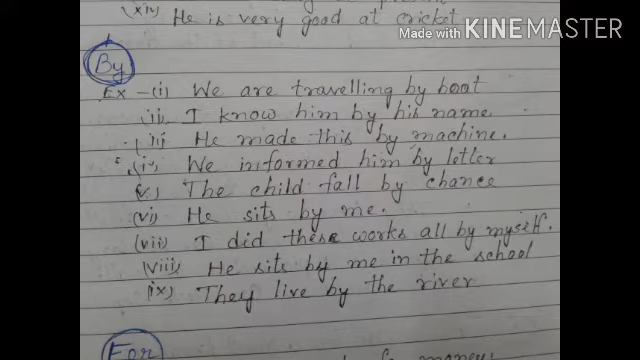 (xiv) He is very good at cricket
Made with KINEMASTER
By
Ex - (i) We are travelling by boat
(ii) I know him by his name
(iii) He made this by machine.
(iv) We informed him by letter
(v) The child fall by chance
(vi) He sits by me.
(vii) I did these works all by myself.
(viii) He sits by me in the school
(ix) They live by the river
For
money